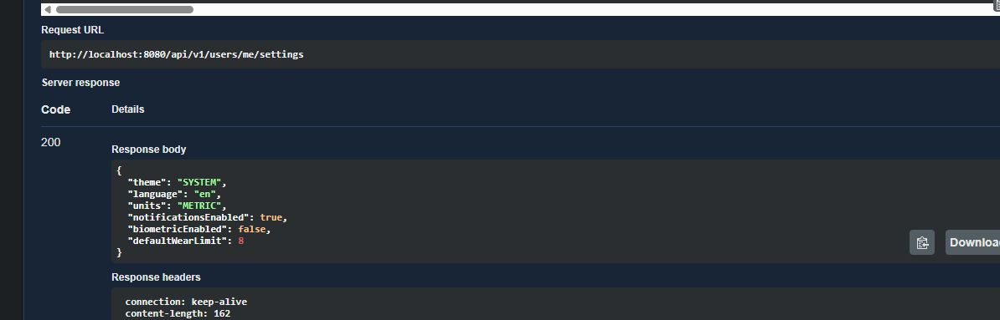 Request URL
http://localhost:8080/api/v1/users/me/settings
Server response
Code Details
200
Response body
{
  "theme": "SYSTEM",
  "language": "en",
  "units": "METRIC",
  "notificationsEnabled": true,
  "biometricEnabled": false,
  "defaultWearLimit": 8
}
Download
Response headers
connection: keep-alive
content-length: 162